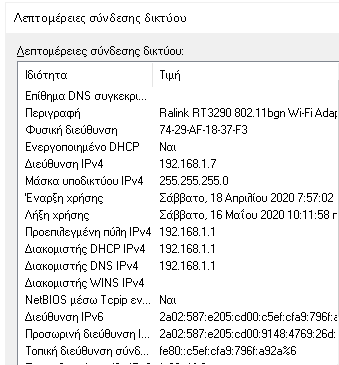 Λεπτομέρειες σύνδεσης δικτύου
Λεπτομέρειες σύνδεσης δικτύου:
Ιδιότητα Τιμή
Επίθημα DNS συγκεκρι...
Περιγραφή Ralink RT3290 802.11bgn Wi-Fi Adap
Φυσική διεύθυνση 74-29-AF-18-37-F3
Ενεργοποιημένο DHCP Ναι
Διεύθυνση IPv4 192.168.1.7
Μάσκα υποδικτύου IPv4 255.255.255.0
Έναρξη χρήσης Σάββατο, 18 Απριλίου 2020 7:57:02
Λήξη χρήσης Σάββατο, 16 Μαΐου 2020 10:11:58 π
Προεπιλεγμένη πύλη IPv4 192.168.1.1
Διακομιστής DHCP IPv4 192.168.1.1
Διακομιστής DNS IPv4 192.168.1.1
Διακομιστής WINS IPv4
NetBIOS μέσω Tcpip εν... Ναι
Διεύθυνση IPv6 2a02:587:e205:cd00:c5ef:cfa9:796f:a
Προσωρινή διεύθυνση I... 2a02:587:e205:cd00:9148:4769:26d:
Τοπική διεύθυνση σύνδ... fe80::c5ef:cfa9:796f:a92a%6